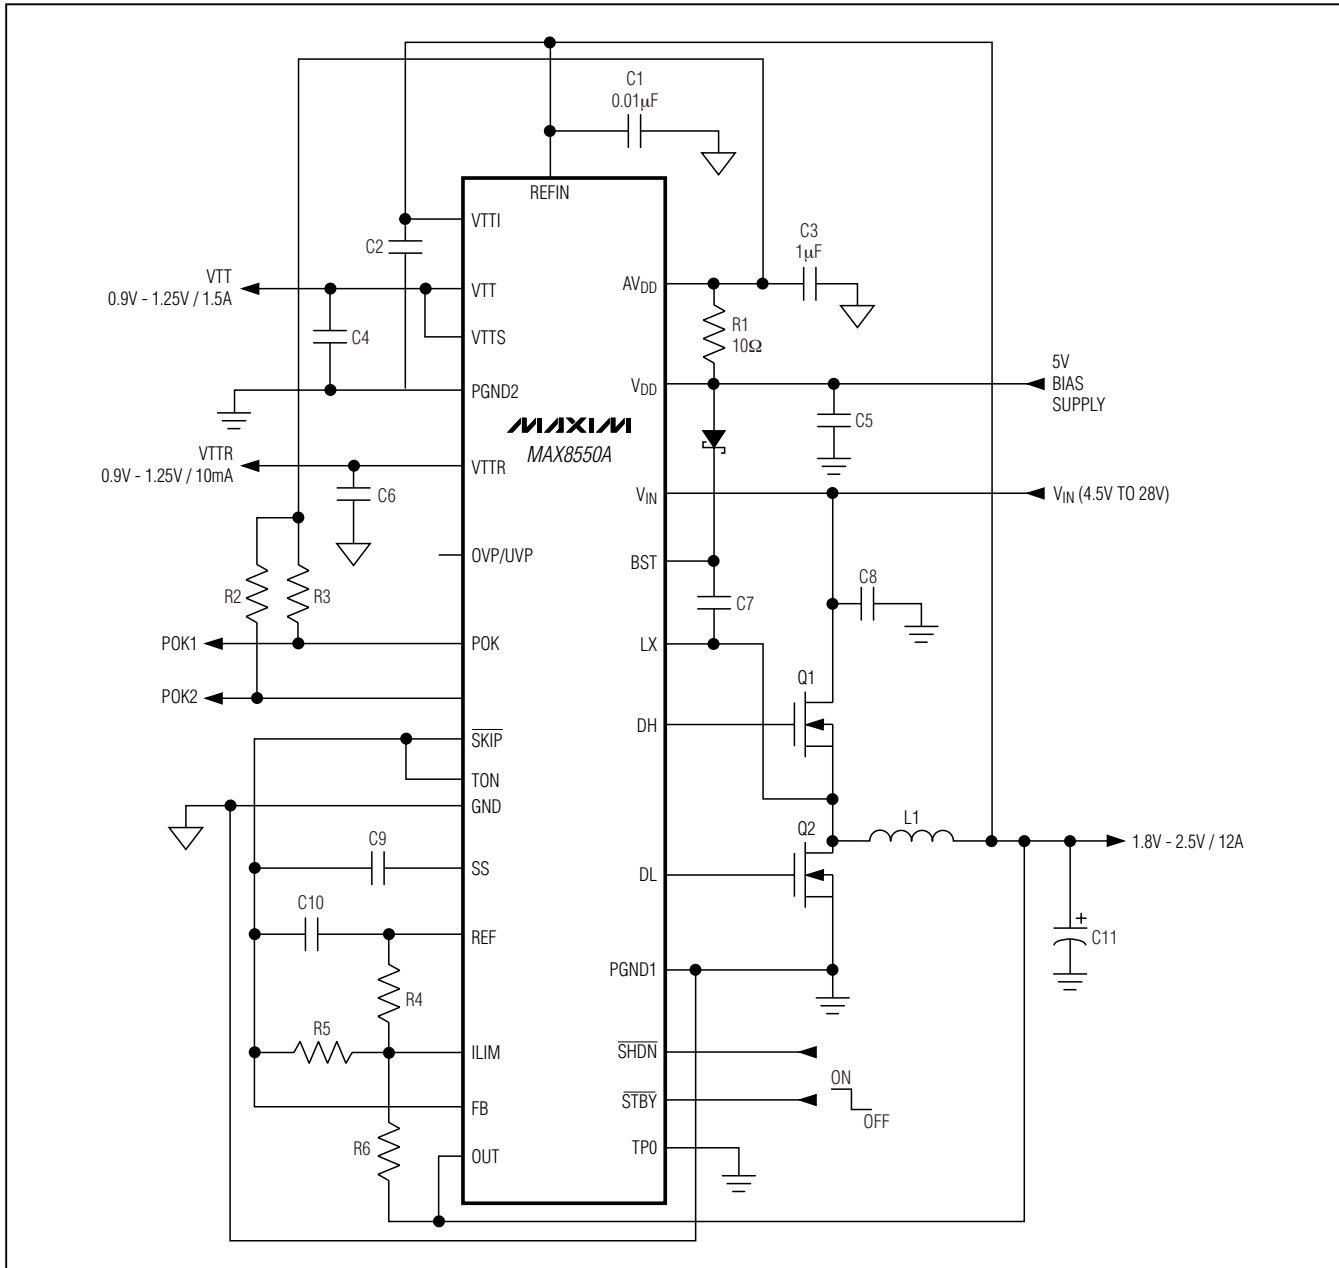 C1
0.01µF
REFIN
VTTI
C2
C3
1µF
VTT
0.9V - 1.25V / 1.5A
VTT
AVDD
R1
10Ω
VTTS
C4
5V
BIAS
SUPPLY
PGND2
VDD
MAXIM
MAX8550A
C5
VTTR
0.9V - 1.25V / 10mA
VTTR
C6
VIN
VIN (4.5V TO 28V)
OVP/UVP
BST
R2
R3
C7
C8
POK1
POK
LX
POK2
Q1
DH
SKIP
TON
GND
Q2
L1
1.8V - 2.5V / 12A
C9
SS
DL
C10
REF
+
C11
PGND1
R4
R5
ILIM
SHDN
ON
OFF
FB
STBY
R6
OUT
TP0